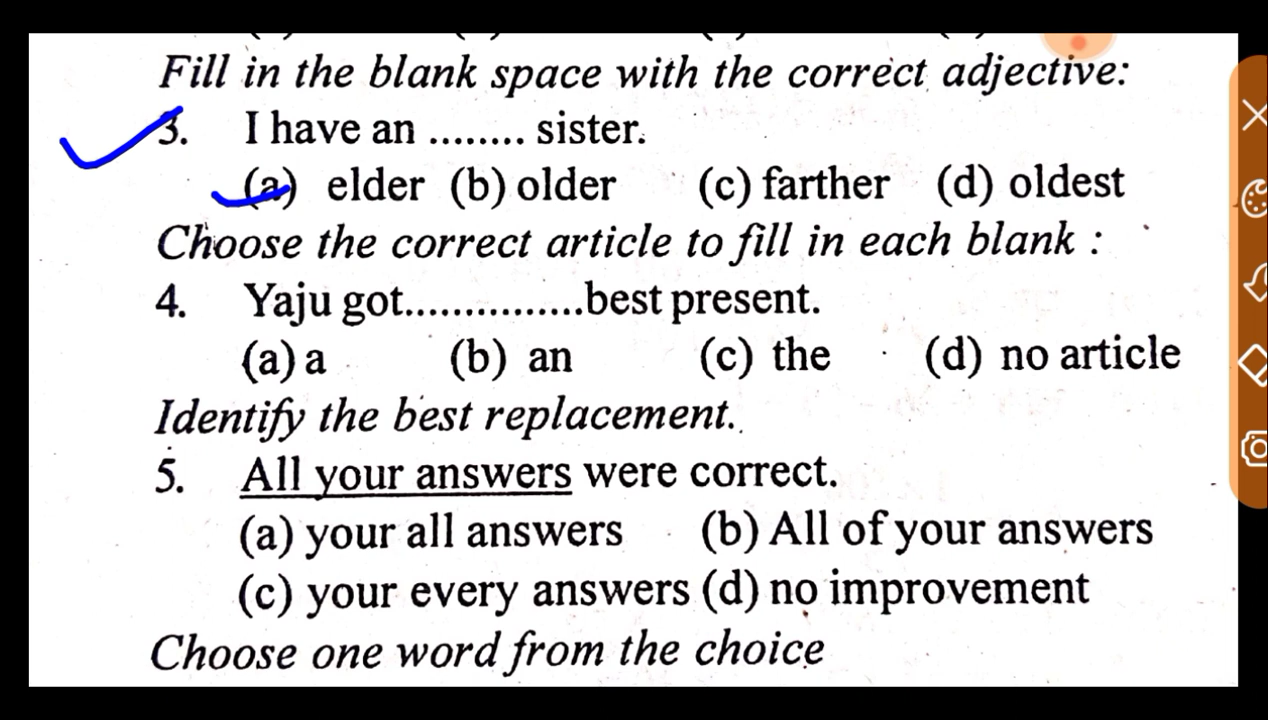 Fill in the blank space with the correct adjective:
3. I have an ........ sister.
(a) elder (b) older (c) farther (d) oldest
Choose the correct article to fill in each blank :
4. Yaju got...............best present.
(a) a (b) an (c) the (d) no article
Identify the best replacement.
5. All your answers were correct.
(a) your all answers (b) All of your answers
(c) your every answers (d) no improvement
Choose one word from the choice